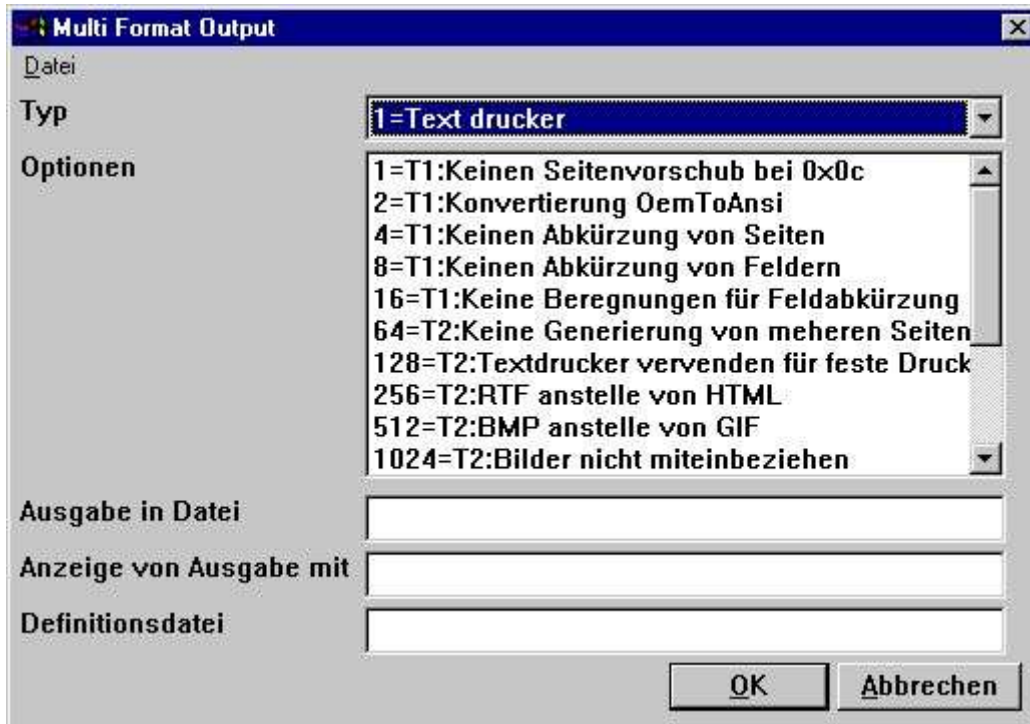 Multi Format Output
Datei
Typ
1=Text drucker
Optionen
1=T1:Keinen Seitenvorschub bei 0x0c
2=T1:Konvertierung OemToAnsi
4=T1:Keinen Abkürzung von Seiten
8=T1:Keinen Abkürzung von Feldern
16=T1:Keine Beregnungen für Feldabkürzung
64=T2:Keine Generierung von meheren Seiten
128=T2:Textdrucker vervenden für feste Druck
256=T2:RTF anstelle von HTML
512=T2:BMP anstelle von GIF
1024=T2:Bilder nicht miteinbeziehen
Ausgabe in Datei
Anzeige von Ausgabe mit
Definitionsdatei
OK
Abbrechen